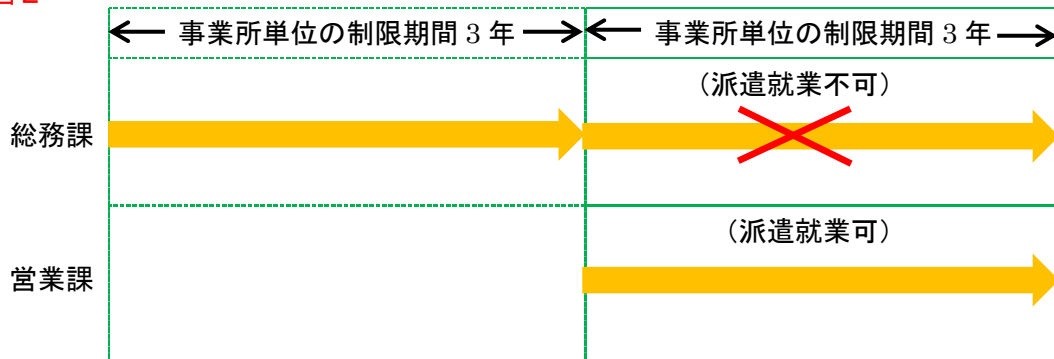 事業所単位の制限期間3年
事業所単位の制限期間3年
(派遣就業不可)
総務課
(派遣就業可)
営業課